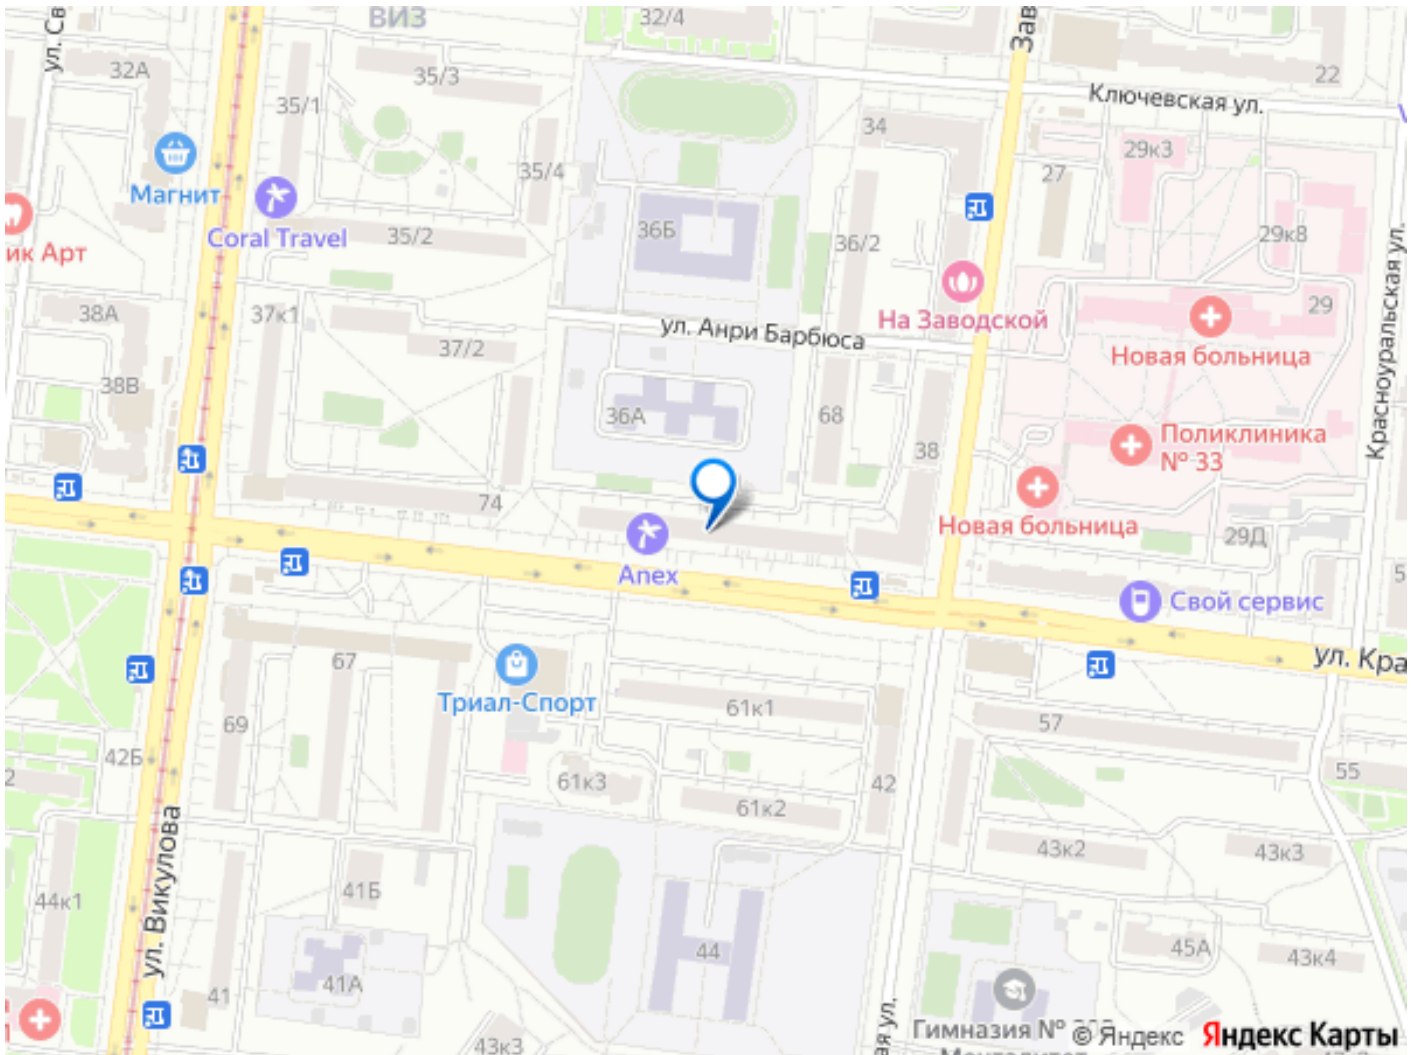 ул. Св
ВИЗ
32/4
Зав
32А
35/3
22
35/1
Ключевская ул.
34
29к3
35/4
27
Магнит
Coral Travel
35/2
36Б
36/2
29к8
ик Арт
Красноуральская ул.
38А
37к1
29
На Заводской
ул. Анри Барбюса
37/2
Новая больница
38В
36А
68
38
Поликлиника
№ 33
74
Новая больница
29Д
Anex
5
Свой сервис
ул. Кра
67
Триал-Спорт
61к1
57
69
42Б
2
61к3
42
55
61к2
ул. Викулова
43к2
43к3
41Б
44к1
44
45А
43к4
41А
41
ая ул.
Гимназия №
43к3
© Яндекс
Яндекс Карты